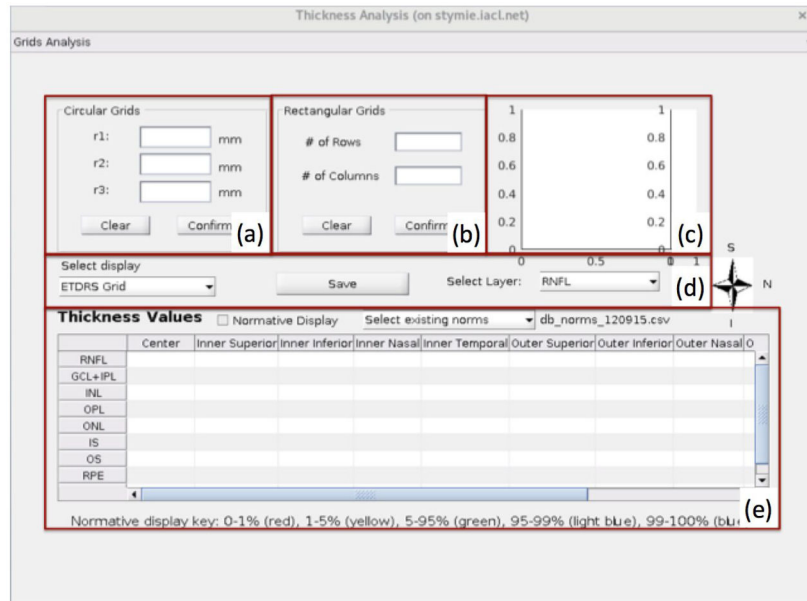 Thickness Analysis (on stymie.iacl.net)
×
Grids Analysis
Circular Grids
r1: mm
r2: mm
r3: mm
Clear
Confirm
(a)
Rectangular Grids
# of Rows
# of Columns
Clear
(b)
1 1
0.8 0.8
0.6 0.6
0.4 0.4
0.2 0.2
0 0
0 0.5 1
(c)
Select display
ETDRS Grid
Save
Select Layer: RNFL
(d)
S
N
I
Thickness Values Normative Display Select existing norms db_norms_120915.csv
Center Inner Superior Inner Inferior Inner Nasal Inner Temporal Outer Superior Outer Inferior Outer Nasal O
RNFL
GCL+IPL
INL
OPL
ONL
IS
OS
RPE
(e)
Normative display key: 0-1% (red), 1-5% (yellow), 5-95% (green), 95-99% (light blue), 99-100%